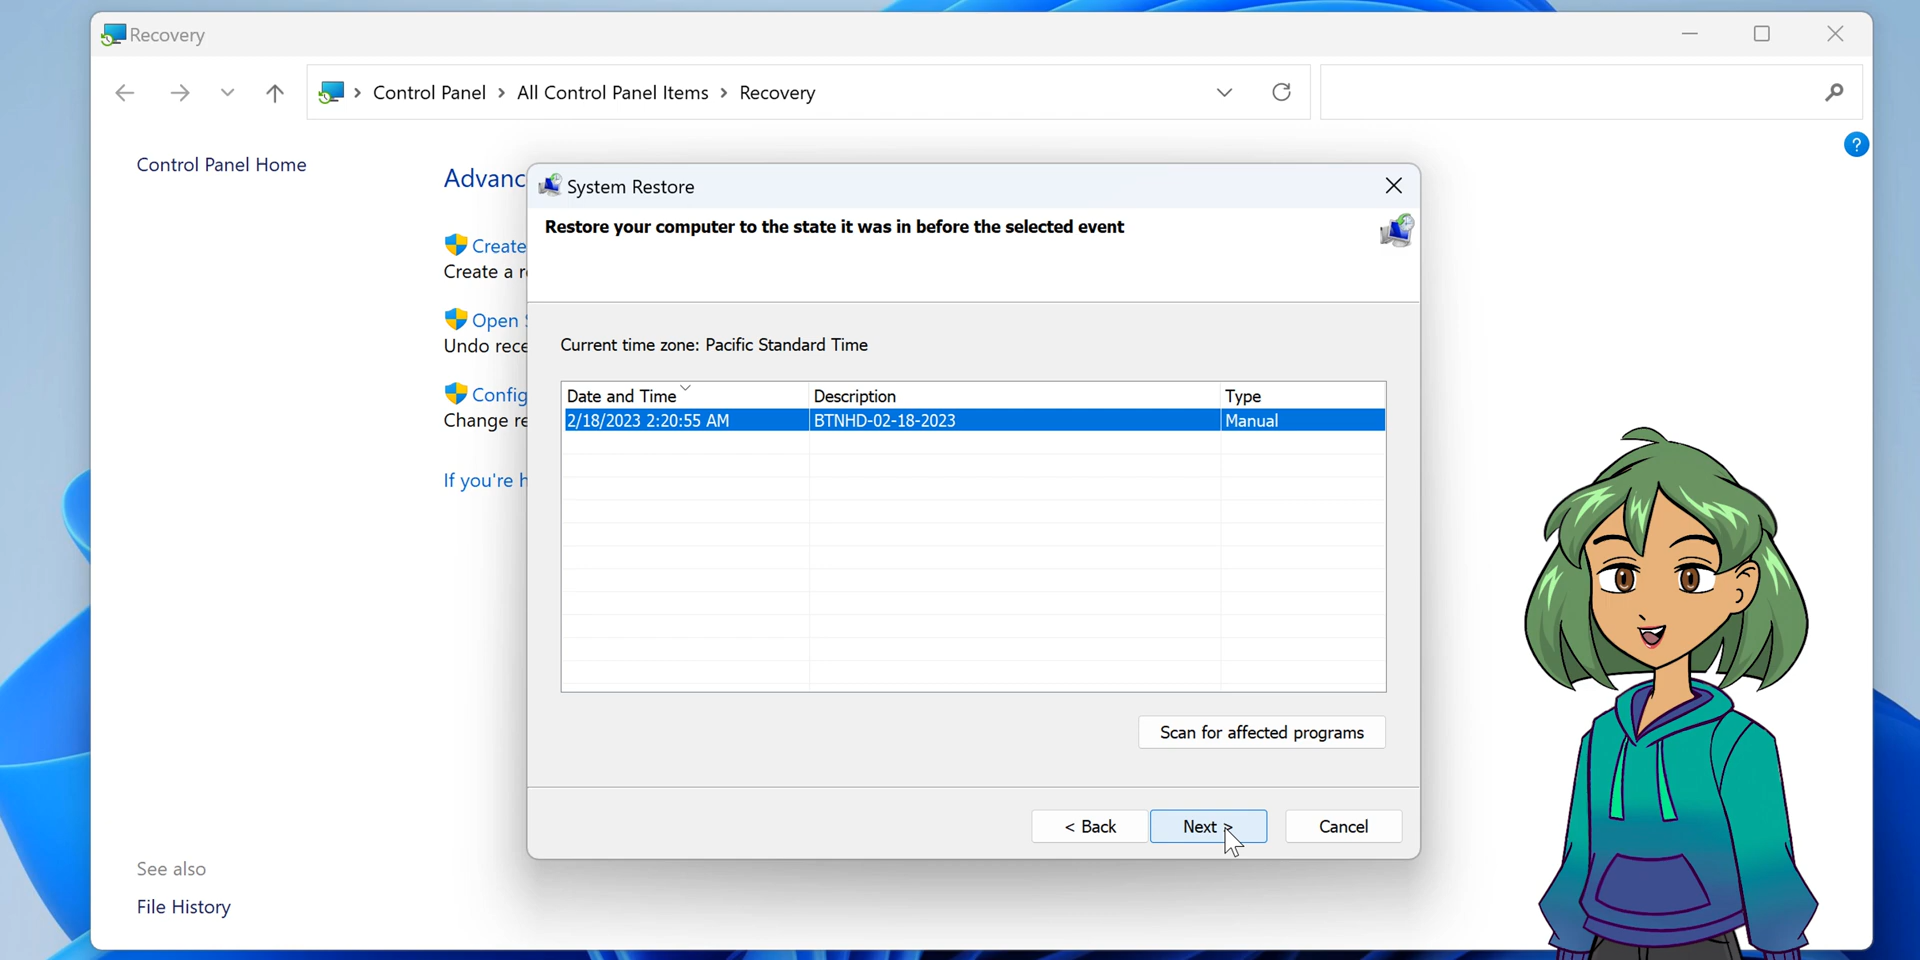 Recovery
Control Panel > All Control Panel Items > Recovery
?
Control Panel Home
Advanc
Create
Create a r
Open S
Undo rece
Config
Change re
If you're h
See also
File History
System Restore
Restore your computer to the state it was in before the selected event
Current time zone: Pacific Standard Time
Date and Time Description Type
2/18/2023 2:20:55 AM BTNHD-02-18-2023 Manual
Scan for affected programs
< Back Next > Cancel